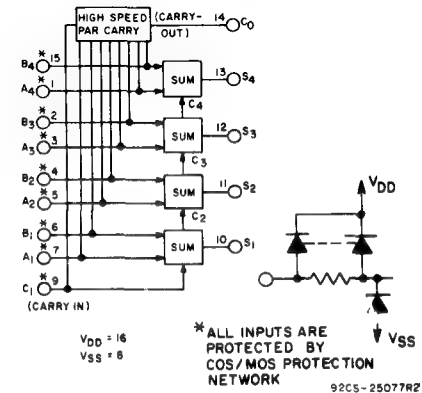 HIGH SPEED
PAR CARRY
(CARRY-
OUT)
14
C0
* B4 15
SUM
13
S4
* A4 1
C4
* B3 2
SUM
12
S3
* A3 3
C3
* B2 4
SUM
11
S2
* A2 5
C2
* B1 6
SUM
10
S1
* A1 7
* C1 9
(CARRY IN)
VDD
VSS
VDD = 16
VSS = 8
*ALL INPUTS ARE
PROTECTED BY
COS/MOS PROTECTION
NETWORK
92CS-25077R2